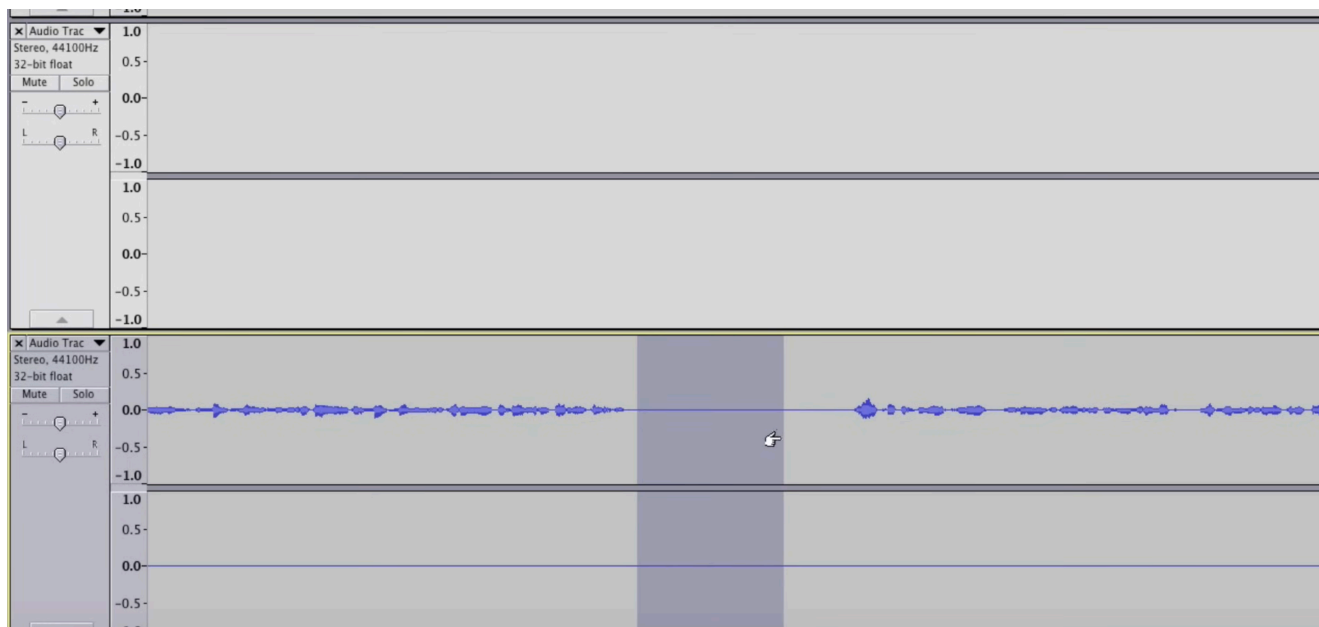 Audio Trac
Stereo, 44100Hz
32-bit float
Mute Solo
- +
L R
1.0
0.5-
0.0-
-0.5-
-1.0
1.0
0.5-
0.0-
-0.5-
-1.0
Audio Trac
Stereo, 44100Hz
32-bit float
Mute Solo
- +
L R
1.0
0.5-
0.0-
-0.5-
-1.0
1.0
0.5-
0.0-
-0.5-